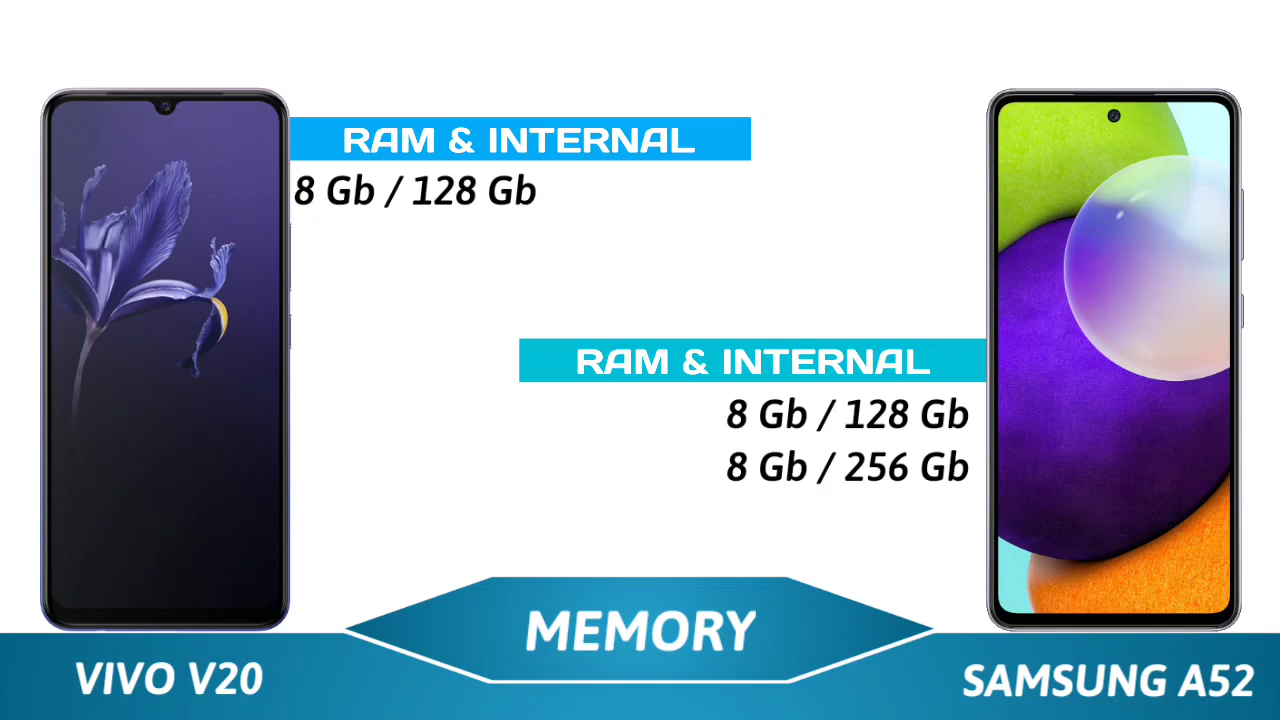 RAM & INTERNAL
8 Gb / 128 Gb
RAM & INTERNAL
8 Gb / 128 Gb
8 Gb / 256 Gb
MEMORY
VIVO V20
SAMSUNG A52